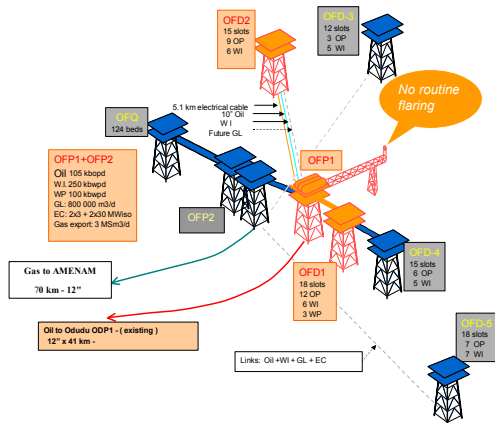 OFD2
15 slots
9 OP
6 WI
OFD-3
12 slots
3 OP
5 WI
No routine
flaring
5.1 km electrical cable
10" Oil
W I
Future GL
OFQ
124 beds
OFP1+OFP2
Oil 105 kbopd
W.I. 250 kbwpd
WP 100 kbwpd
GL: 800 000 m3/d
EC: 2x3 + 2x30 MWiso
Gas export: 3 MSm3/d
OFP1
OFP2
OFD-4
15 slots
6 OP
5 WI
Gas to AMENAM
70 km - 12"
OFD1
18 slots
12 OP
6 WI
3 WP
Oil to Odudu ODP1 - ( existing )
12" x 41 km -
Links: Oil +WI + GL + EC
OFD-5
18 slots
7 OP
7 WI